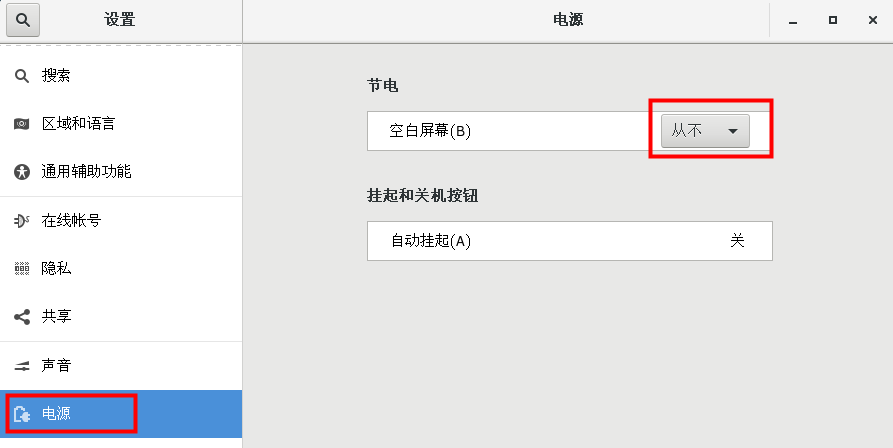 设置
电源
搜索
区域和语言
通用辅助功能
在线帐号
隐私
共享
声音
电源
节电
空白屏幕(B)
从不
挂起和关机按钮
自动挂起(A)
关